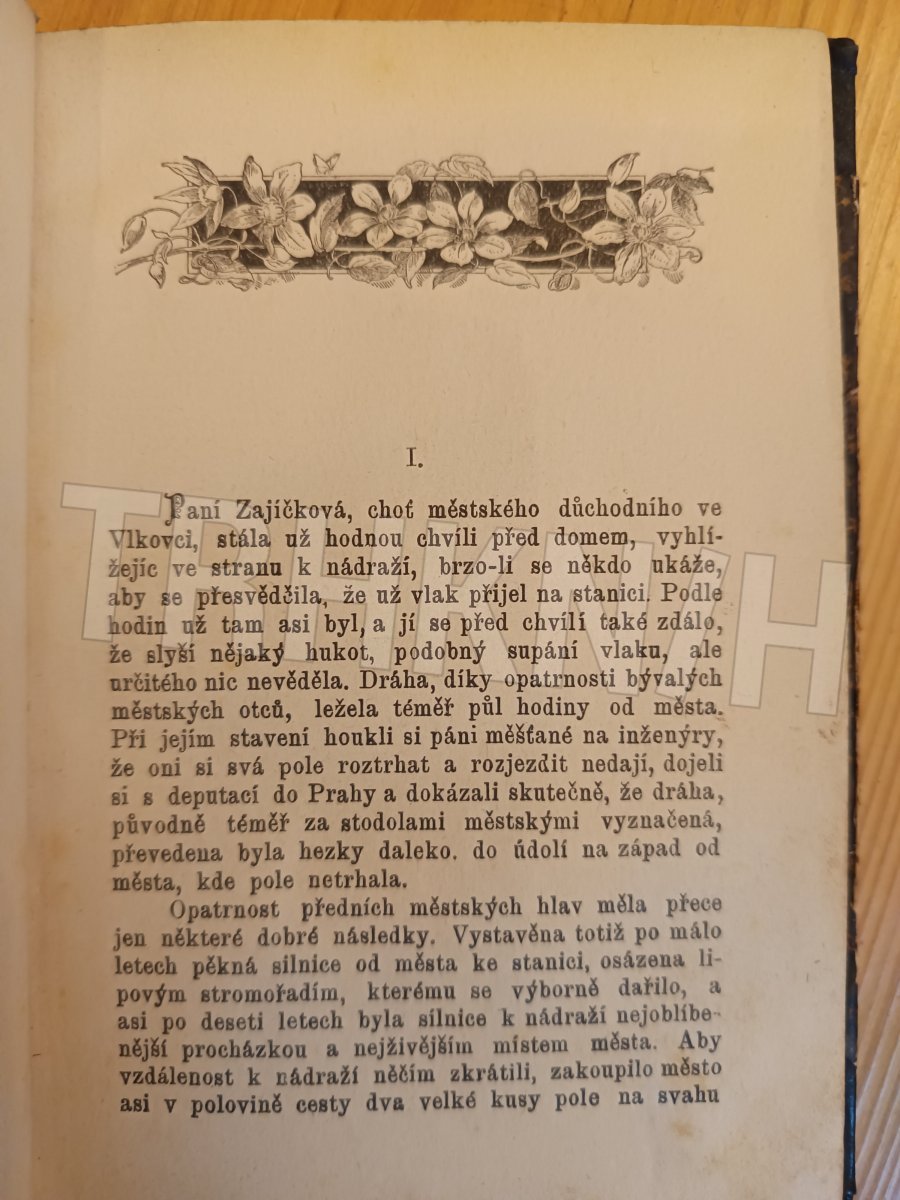 I.
Paní Zajíčková, choť městského důchodního ve
Vlkovci, stála už hodnou chvíli před domem, vyhlí-
žejíc ve stranu k nádraží, brzo-li se někdo ukáže,
aby se přesvědčila, že už vlak přijel na stanici. Podle
hodin už tam asi byl, a jí se před chvílí také zdálo,
že slyší nějaký hukot, podobný supání vlaku, ale
určitého nic nevěděla. Dráha, díky opatrnosti bývalých
městských otců, ležela téměř půl hodiny od města.
Při jejím stavení houkli si páni měšťané na inženýry,
že oni si svá pole roztrhat a rozjezdit nedají, dojeli
si s deputací do Prahy a dokázali skutečně, že dráha,
původně téměř za stodolami městskými vyznačená,
převedena byla hezky daleko. do údolí na západ od
města, kde pole netrhala.
Opatrnost předních městských hlav měla přece
jen některé dobré následky. Vystavěna totiž po málo
letech pěkná silnice od města ke stanici, osázena li-
povým stromořadím, kterému se výborně dařilo, a
asi po deseti letech byla silnice k nádraží nejoblíbe-
nější procházkou a nejživějším místem města. Aby
vzdálenost k nádraží něčím zkrátili, zakoupilo město
asi v polovině cesty dva velké kusy pole na svahu
TRHKNIH